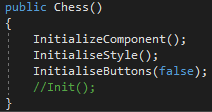 public Chess()
{
InitializeComponent();
InitialiseStyle();
InitialiseButtons(false);
//Init();
}